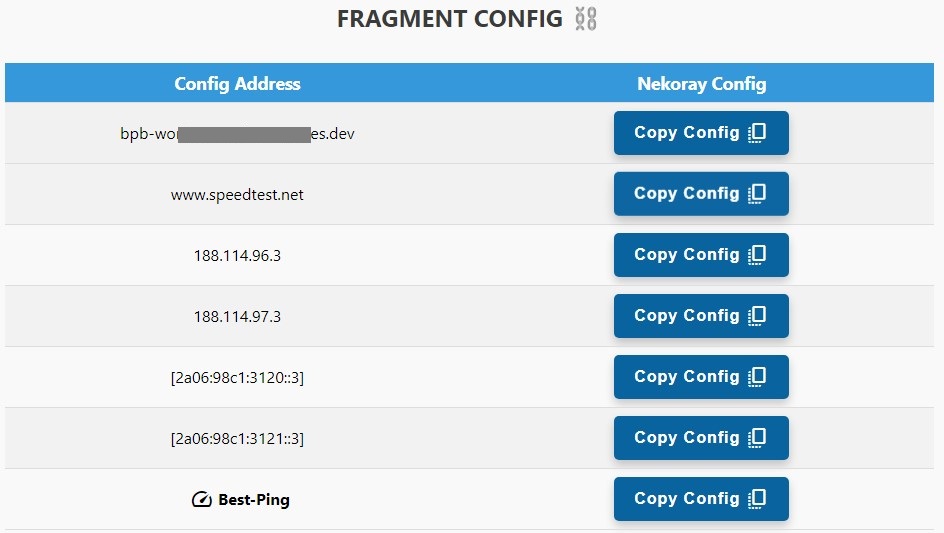 FRAGMENT CONFIG
Config Address Nekoray Config
bpb-wor es.dev Copy Config
www.speedtest.net Copy Config
188.114.96.3 Copy Config
188.114.97.3 Copy Config
[2a06:98c1:3120::3] Copy Config
[2a06:98c1:3121::3] Copy Config
Best-Ping Copy Config